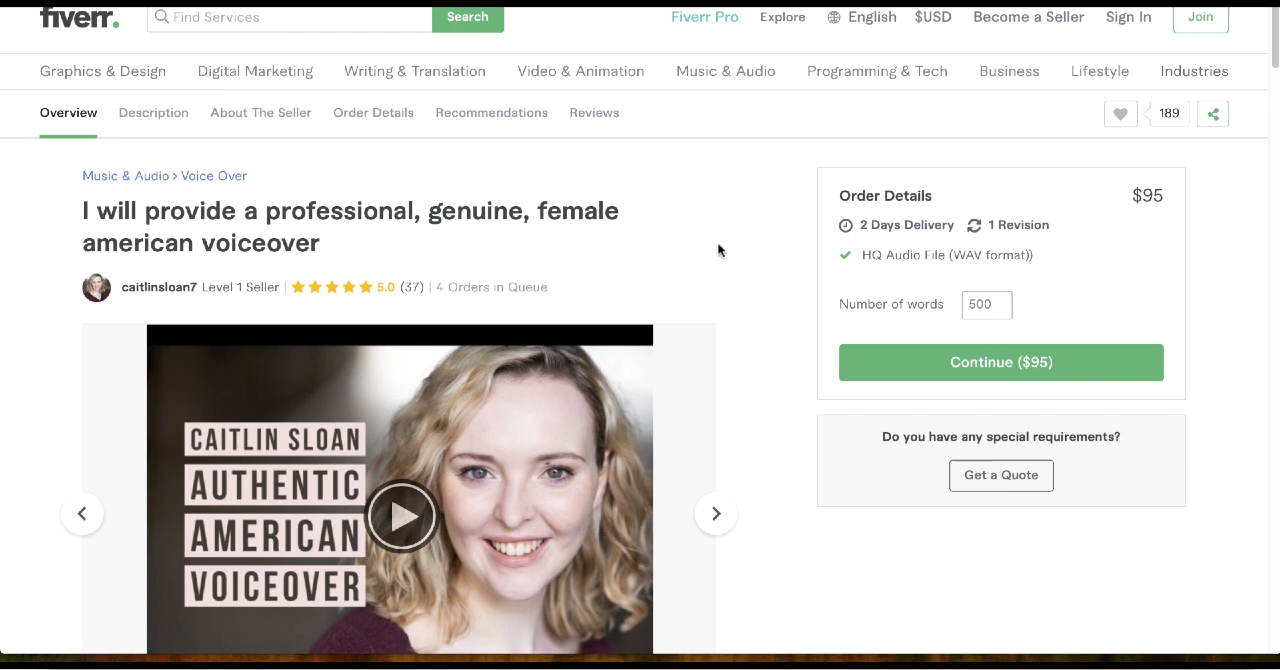 fiverr.
Find Services
Search
Fiverr Pro
Explore
English
$USD
Become a Seller
Sign In
Join
Graphics & Design
Digital Marketing
Writing & Translation
Video & Animation
Music & Audio
Programming & Tech
Business
Lifestyle
Industries
Overview
Description
About The Seller
Order Details
Recommendations
Reviews
189
Music & Audio > Voice Over
I will provide a professional, genuine, female
american voiceover
caitlinsloan7 Level 1 Seller | 5.0 (37) | 4 Orders in Queue
CAITLIN SLOAN
AUTHENTIC
AMERICAN
VOICEOVER
Order Details
$95
2 Days Delivery
1 Revision
HQ Audio File (WAV format))
Number of words
500
Continue ($95)
Do you have any special requirements?
Get a Quote